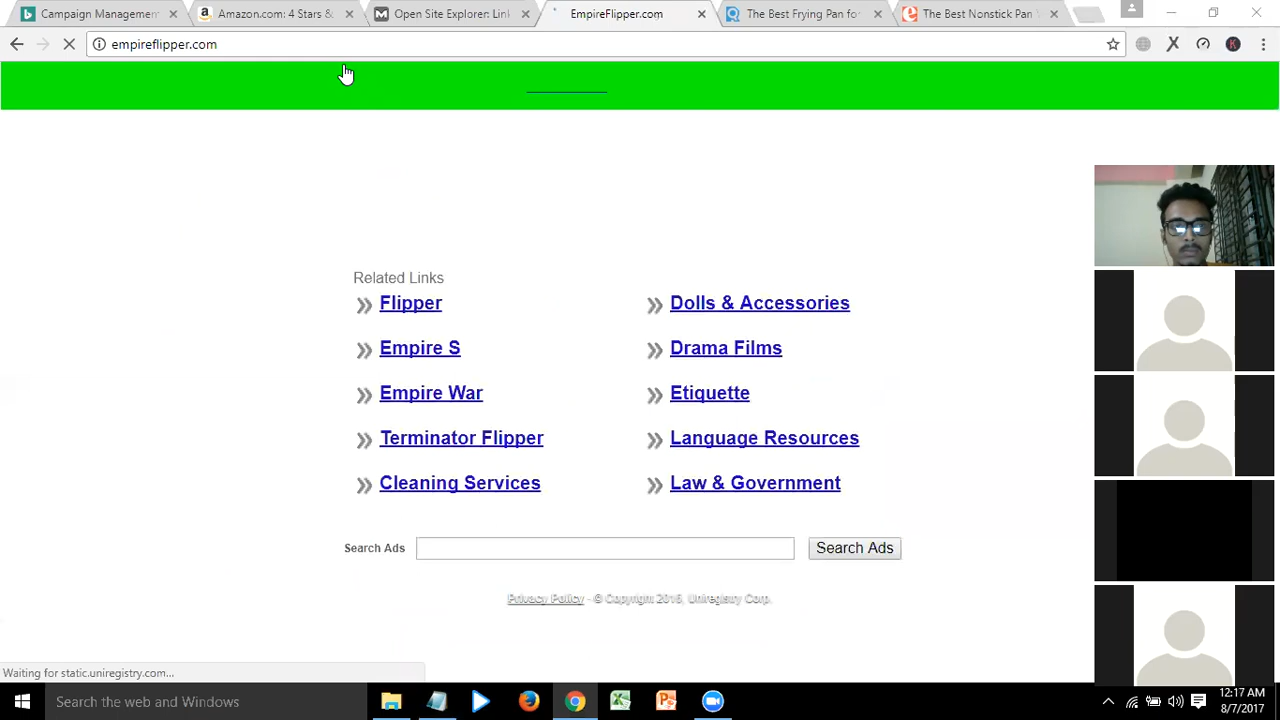 Campaign Managemen
Amazon.com: 4 Stars &
Open Site Explorer: Link
EmpireFlipper.com
The Best Frying Pan for
The Best Nonstick Pan W
empireflipper.com
Related Links
Flipper
Dolls & Accessories
Empire S
Drama Films
Empire War
Etiquette
Terminator Flipper
Language Resources
Cleaning Services
Law & Government
Search Ads
Search Ads
Privacy Policy - © Copyright 2016, Uniregistry Corp.
Waiting for static.uniregistry.com...
Search the web and Windows
12:17 AM
8/7/2017